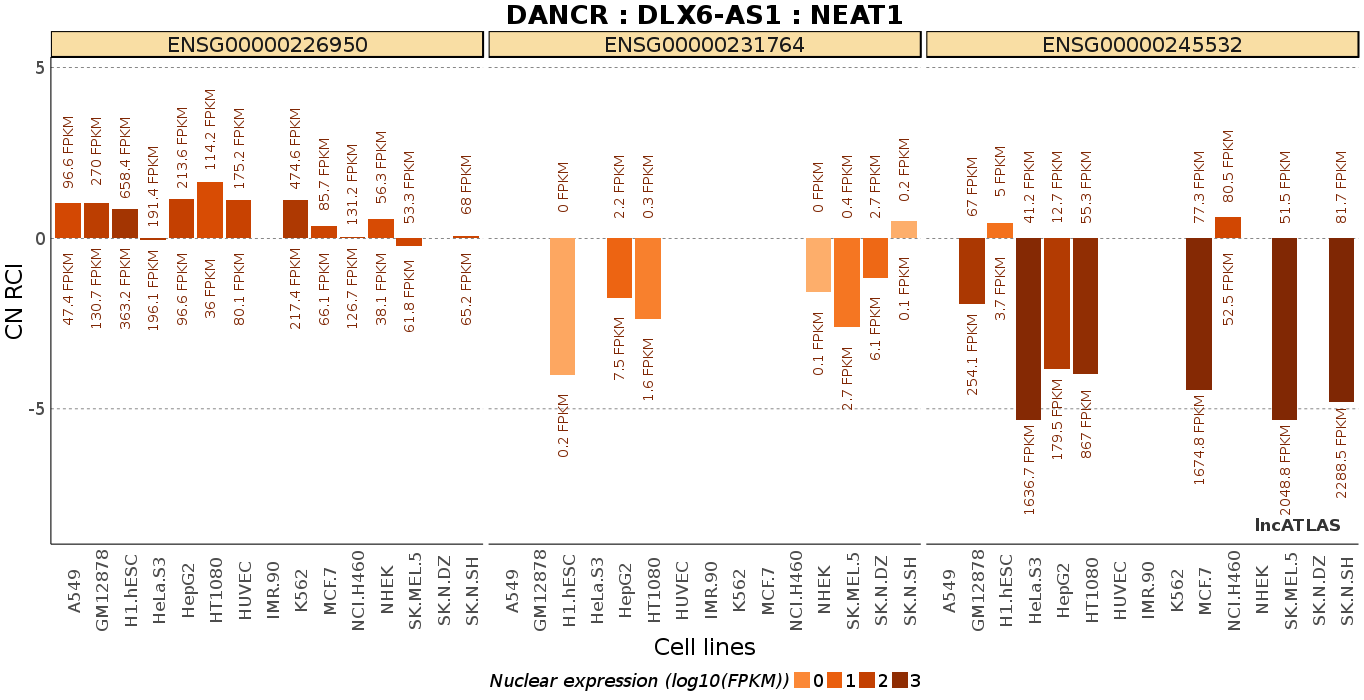 DANCR : DLX6-AS1 : NEAT1
ENSG00000226950
ENSG00000231764
ENSG00000245532
CN RCI
5
0
-5
96.6 FPKM
270 FPKM
658.4 FPKM
191.4 FPKM
213.6 FPKM
114.2 FPKM
175.2 FPKM
474.6 FPKM
85.7 FPKM
131.2 FPKM
56.3 FPKM
53.3 FPKM
68 FPKM
47.4 FPKM
130.7 FPKM
363.2 FPKM
196.1 FPKM
96.6 FPKM
36 FPKM
80.1 FPKM
217.4 FPKM
66.1 FPKM
126.7 FPKM
38.1 FPKM
61.8 FPKM
65.2 FPKM
0 FPKM
2.2 FPKM
0.3 FPKM
0 FPKM
0.4 FPKM
2.7 FPKM
0.2 FPKM
0.2 FPKM
7.5 FPKM
1.6 FPKM
0.1 FPKM
2.7 FPKM
6.1 FPKM
0.1 FPKM
67 FPKM
5 FPKM
41.2 FPKM
12.7 FPKM
55.3 FPKM
77.3 FPKM
80.5 FPKM
51.5 FPKM
81.7 FPKM
254.1 FPKM
3.7 FPKM
1636.7 FPKM
179.5 FPKM
867 FPKM
1674.8 FPKM
52.5 FPKM
2048.8 FPKM
2288.5 FPKM
lncATLAS
A549
GM12878
H1.hESC
HeLa.S3
HepG2
HT1080
HUVEC
IMR.90
K562
MCF.7
NCI.H460
NHEK
SK.MEL.5
SK.N.DZ
SK.N.SH
A549
GM12878
H1.hESC
HeLa.S3
HepG2
HT1080
HUVEC
IMR.90
K562
MCF.7
NCI.H460
NHEK
SK.MEL.5
SK.N.DZ
SK.N.SH
A549
GM12878
H1.hESC
HeLa.S3
HepG2
HT1080
HUVEC
IMR.90
K562
MCF.7
NCI.H460
NHEK
SK.MEL.5
SK.N.DZ
SK.N.SH
Cell lines
Nuclear expression (log10(FPKM)) 0 1 2 3